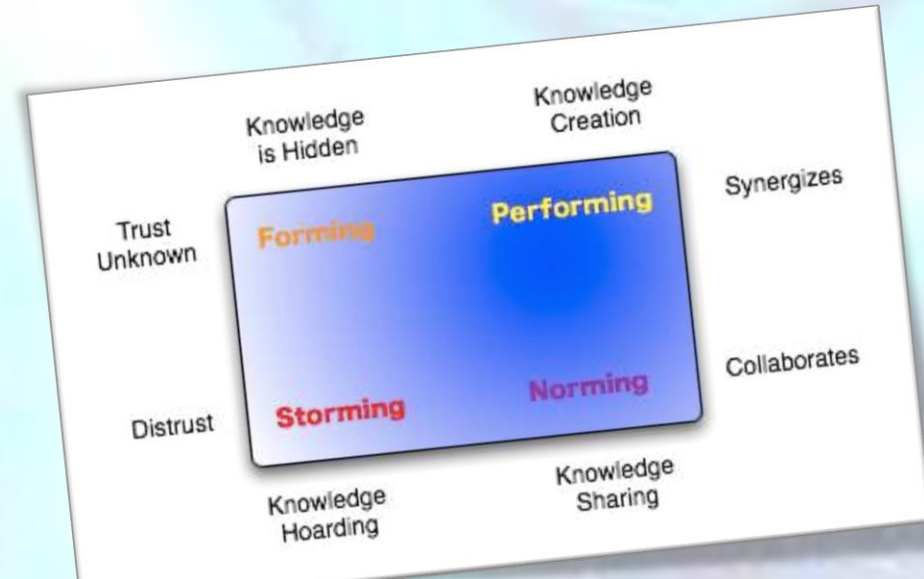 Knowledge
is Hidden
Knowledge
Creation
Trust
Unknown
Forming
Performing
Synergizes
Distrust
Storming
Norming
Collaborates
Knowledge
Hoarding
Knowledge
Sharing